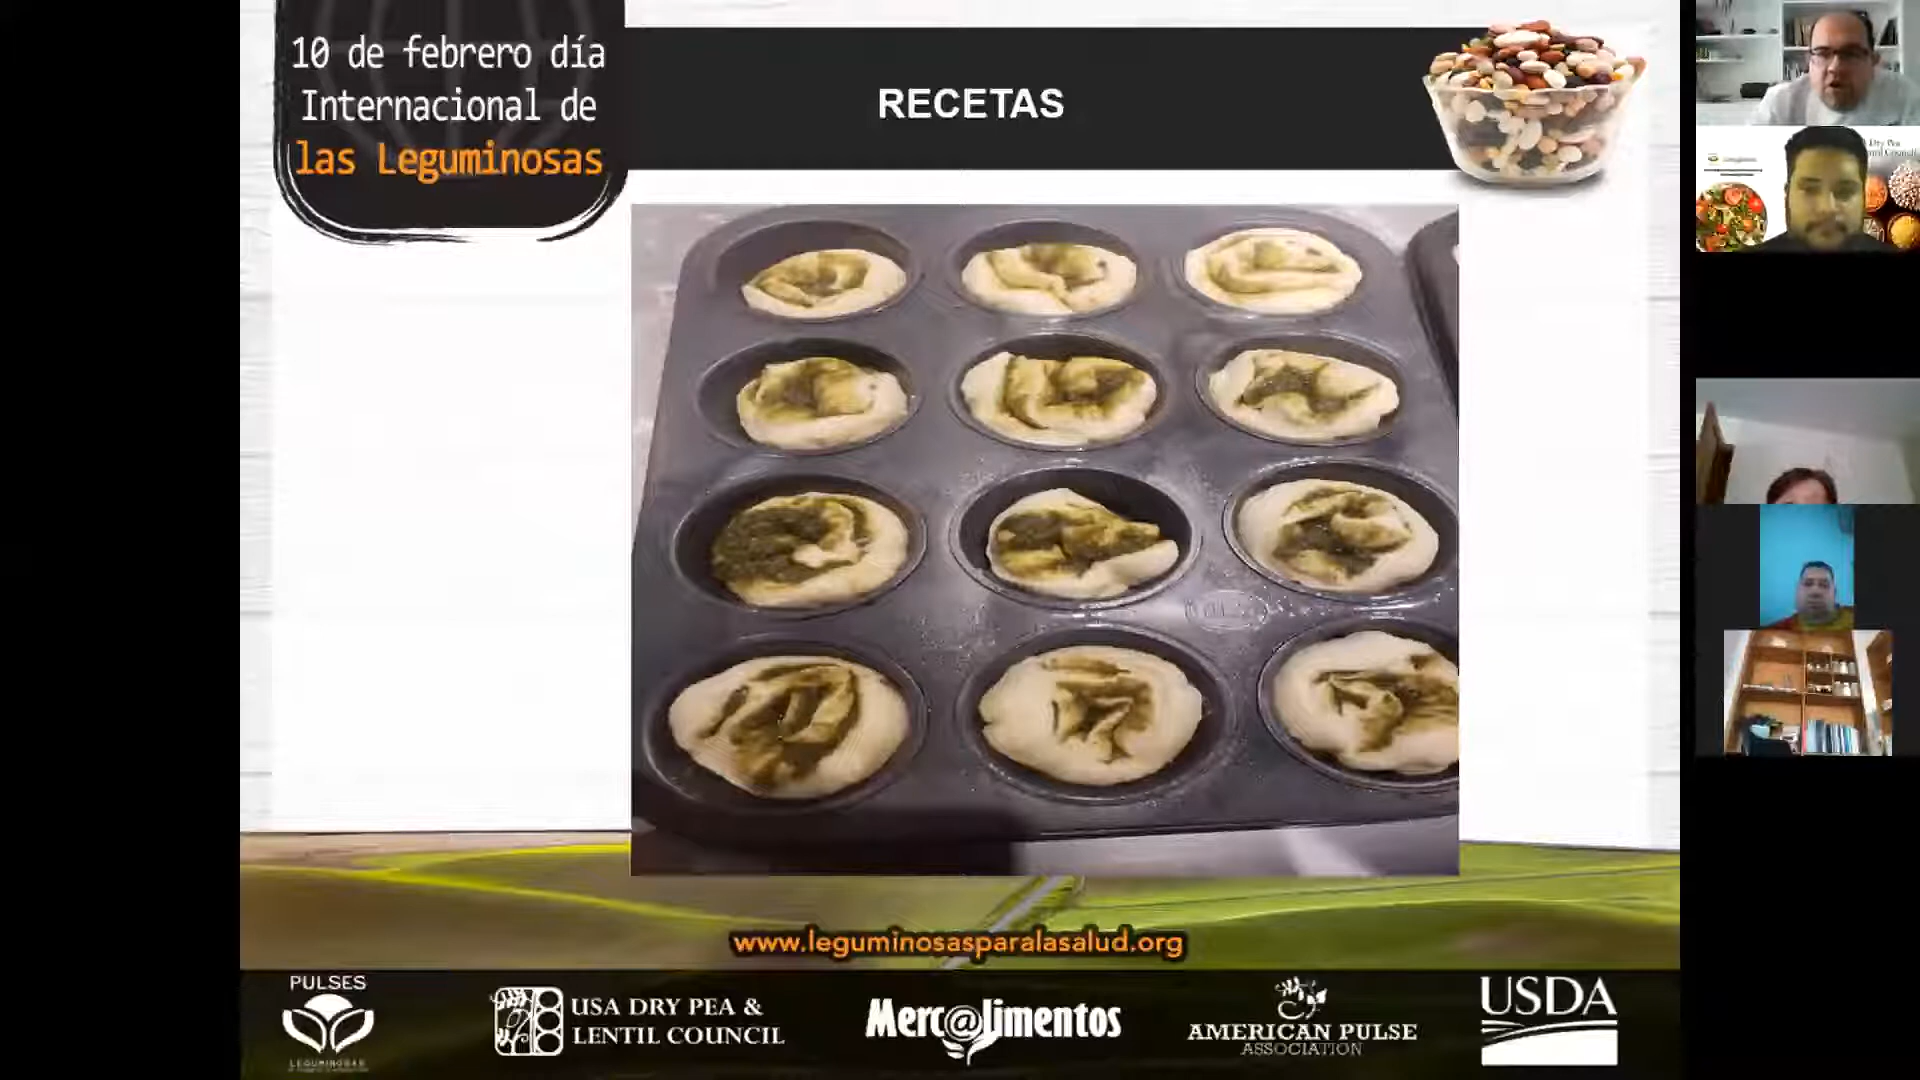 10 de febrero día
Internacional de
las Leguminosas
RECETAS
www.leguminosasparalasalud.org
PULSES
LEGUMINOSAS
USA DRY PEA &
LENTIL COUNCIL
Merc@limentos
AMERICAN PULSE
ASSOCIATION
USDA